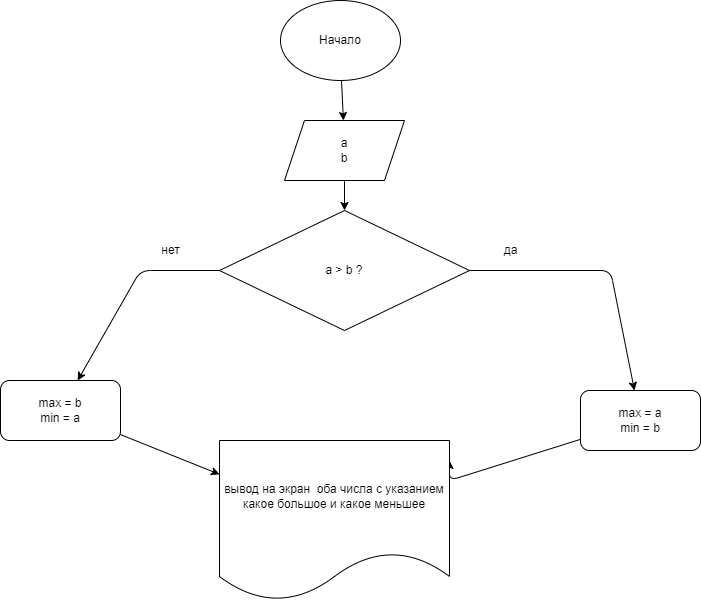 Начало
a
b
нет
да
a > b ?
max = b
min = a
max = a
min = b
вывод на экран оба числа с указанием
какое большое и какое меньшее